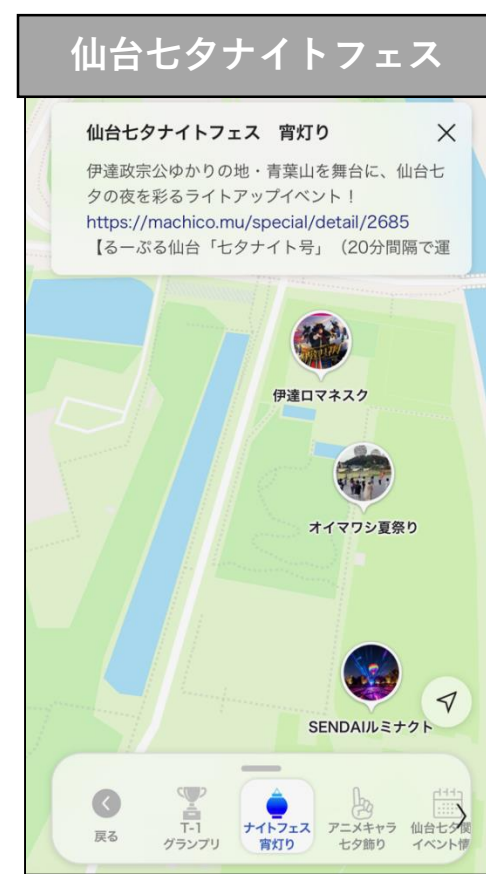 仙台七夕ナイトフェス
仙台七夕ナイトフェス 宵灯り
伊達政宗公ゆかりの地・青葉山を舞台に、仙台七
夕の夜を彩るライトアップイベント！
https://machico.mu/special/detail/2685
【るーぷる仙台「七夕ナイト号」（20分間隔で運
伊達ロマネスク
オイマワシ夏祭り
SENDAIルミナクト
戻る
T-1
グランプリ
ナイトフェス
宵灯り
アニメキャラ
七夕飾り
仙台七夕関
イベント情